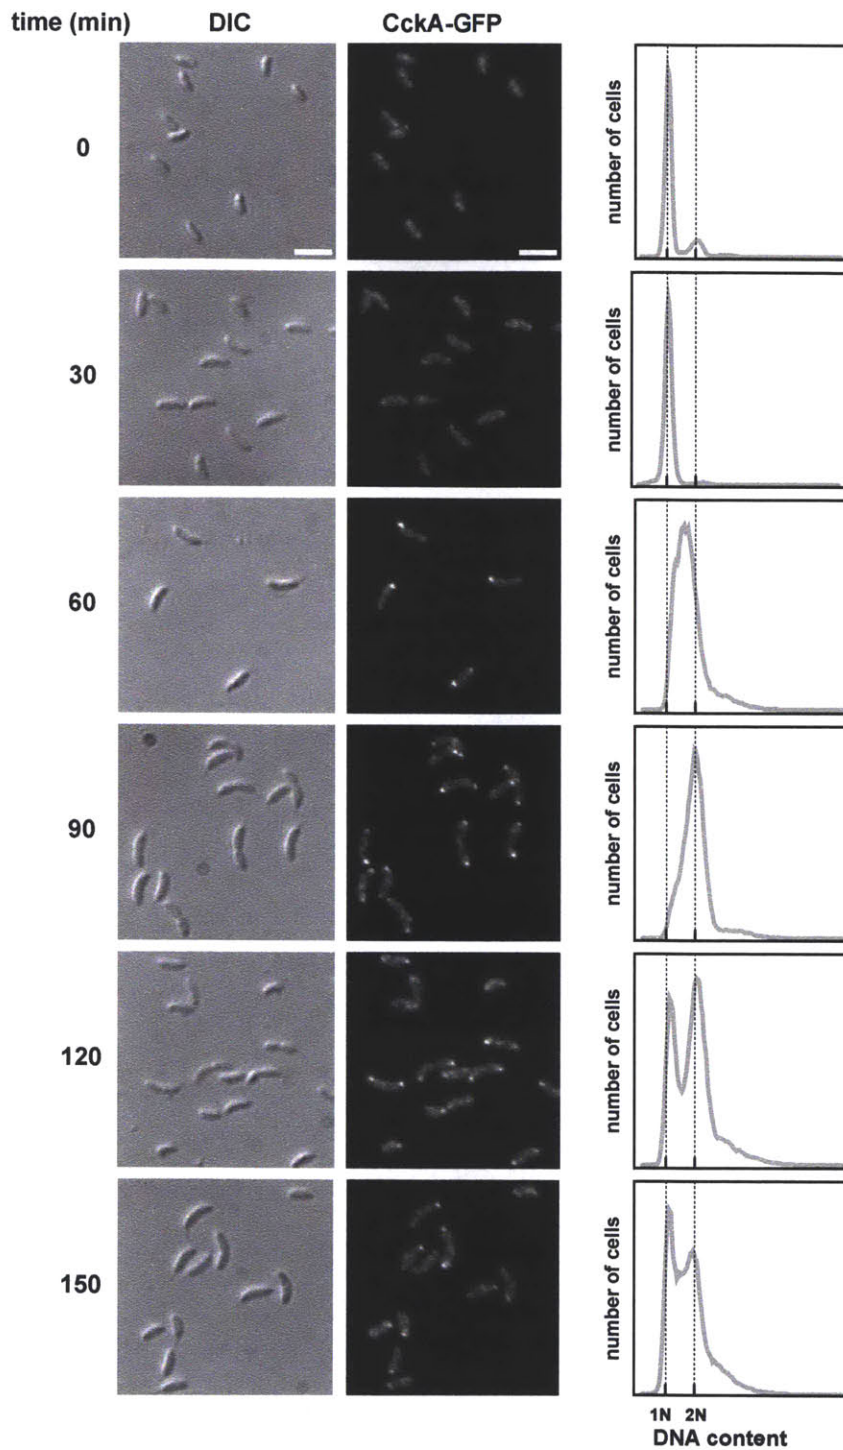 time (min) DIC CckA-GFP
0 number of cells
30 number of cells
60 number of cells
90 number of cells
120 number of cells
150 number of cells
1N 2N
DNA content